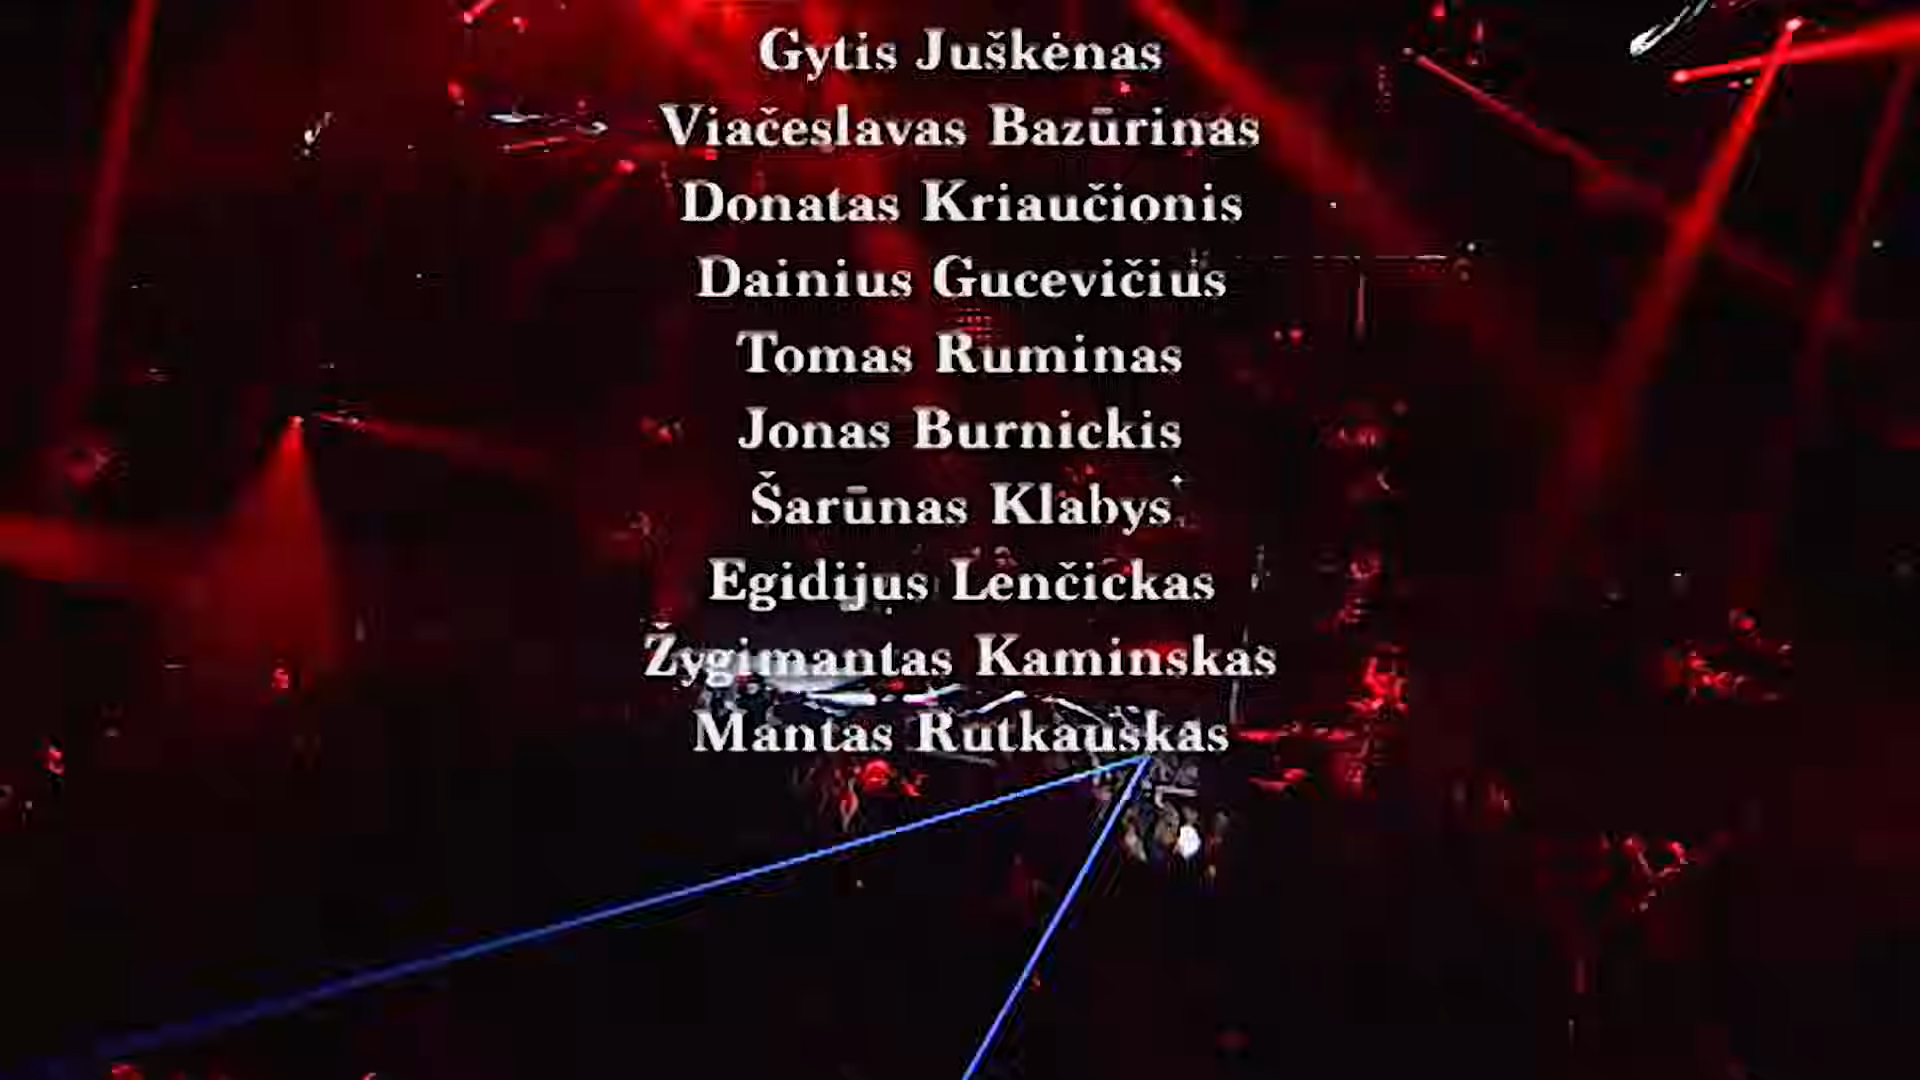 Gytis Juškėnas
Viačeslavas Bazūrinas
Donatas Kriaučionis
Dainius Gucevičius
Tomas Ruminas
Jonas Burnickis
Šarūnas Klabys
Egidijus Lenčickas
Žygimantas Kaminskas
Mantas Rutkauskas